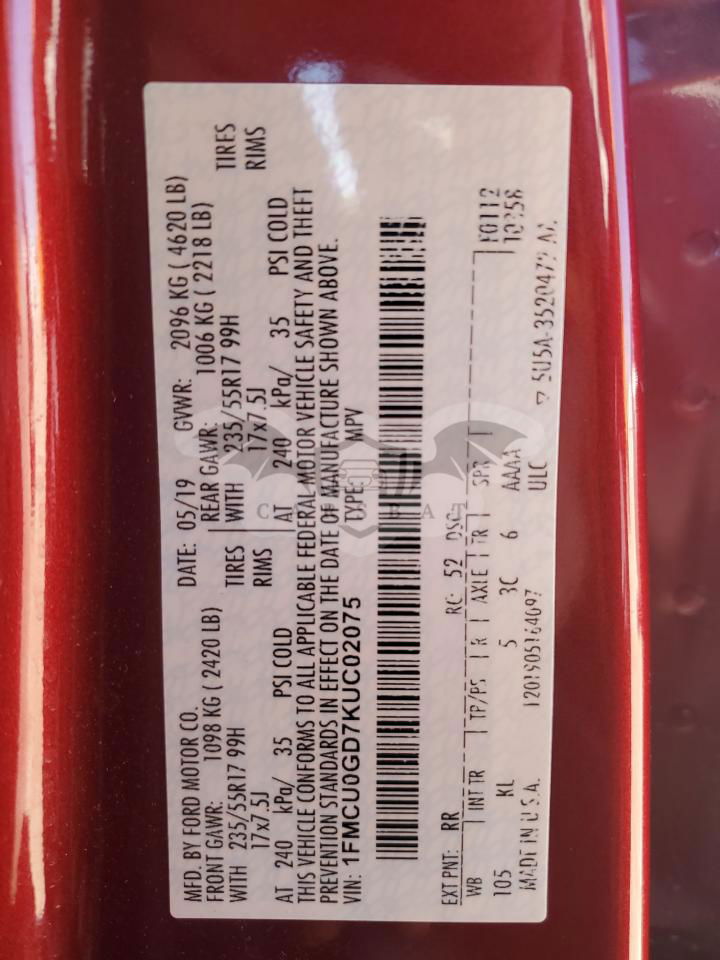 MFD. BY FORD MOTOR CO.
DATE: 05/19 GVWR: 2096 KG ( 4620 LB)
FRONT GAWR: 1098 KG ( 2420 LB) REAR GAWR: 1006 KG ( 2218 LB)
WITH 235/55R17 99H TIRES WITH 235/55R17 99H TIRES
17x7.5J RIMS 17x7.5J RIMS
AT 240 kPa/ 35 PSI COLD AT 240 kPa/ 35 PSI COLD
THIS VEHICLE CONFORMS TO ALL APPLICABLE FEDERAL MOTOR VEHICLE SAFETY AND THEFT
PREVENTION STANDARDS IN EFFECT ON THE DATE OF MANUFACTURE SHOWN ABOVE.
VIN: 1FMCU0GD7KUC02075 TYPE: MPV
EXT PNT: RR RC: 52 DSO:
WB INT TR TP/PS R AXLE TR SPR
105 KL 5 3C 6 AAAA
MADE IN U.S.A. ULC